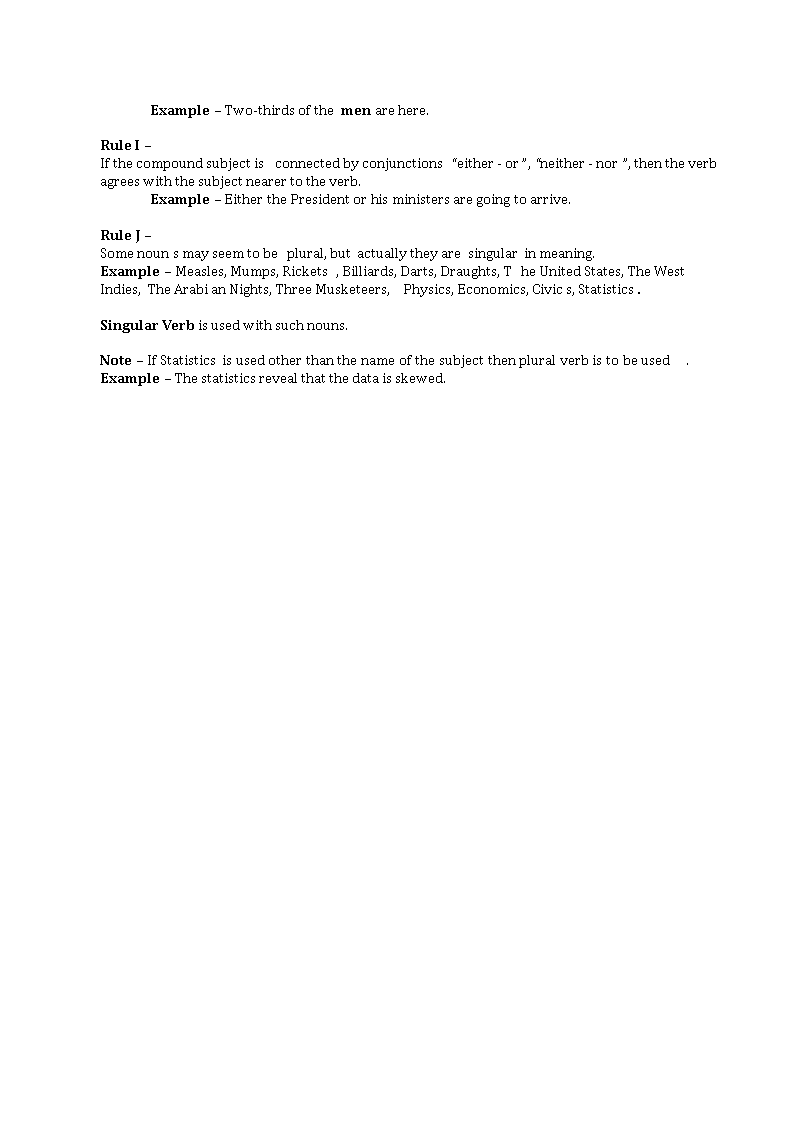 Example – Two-thirds of the men are here.
Rule I –
If the compound subject is connected by conjunctions “either - or ”, “neither - nor ”, then the verb
agrees with the subject nearer to the verb.
Example – Either the President or his ministers are going to arrive.
Rule J –
Some noun s may seem to be plural, but actually they are singular in meaning.
Example – Measles, Mumps, Rickets , Billiards, Darts, Draughts, T he United States, The West
Indies, The Arabi an Nights, Three Musketeers, Physics, Economics, Civic s, Statistics .
Singular Verb is used with such nouns.
Note – If Statistics is used other than the name of the subject then plural verb is to be used .
Example – The statistics reveal that the data is skewed.